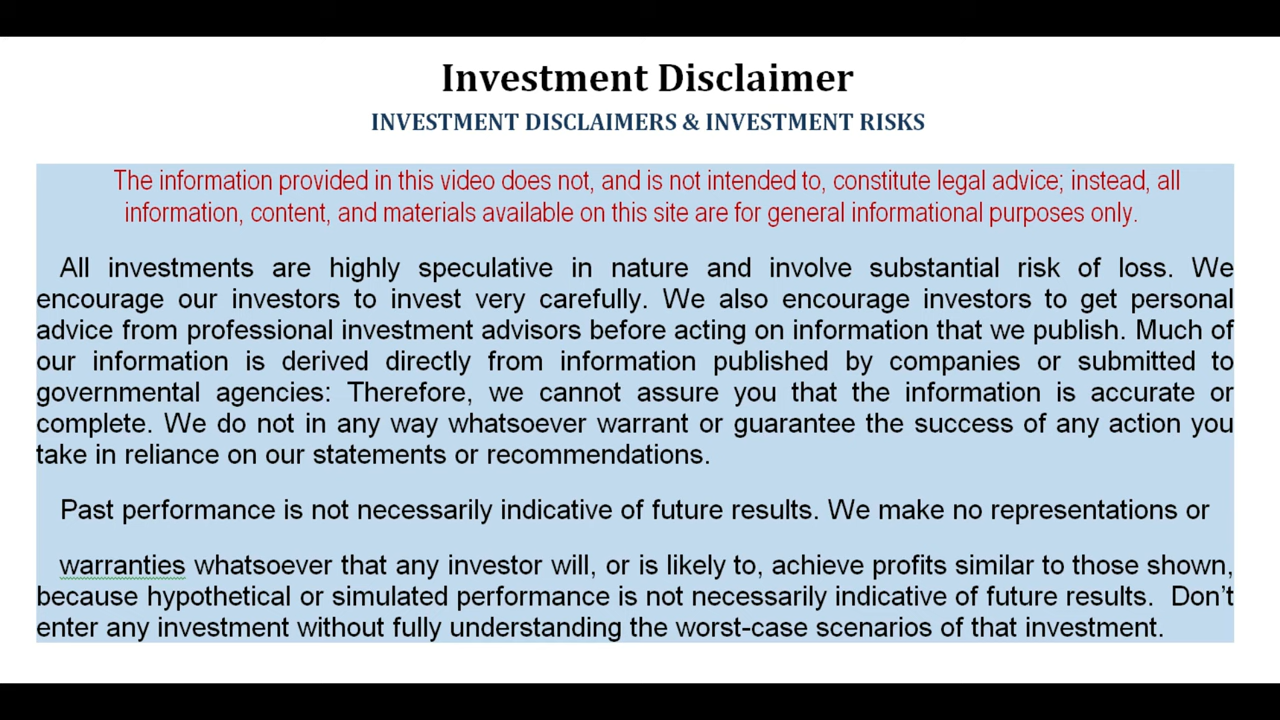 Investment Disclaimer
INVESTMENT DISCLAIMERS & INVESTMENT RISKS
The information provided in this video does not, and is not intended to, constitute legal advice; instead, all
information, content, and materials available on this site are for general informational purposes only.
All investments are highly speculative in nature and involve substantial risk of loss. We
encourage our investors to invest very carefully. We also encourage investors to get personal
advice from professional investment advisors before acting on information that we publish. Much of
our information is derived directly from information published by companies or submitted to
governmental agencies: Therefore, we cannot assure you that the information is accurate or
complete. We do not in any way whatsoever warrant or guarantee the success of any action you
take in reliance on our statements or recommendations.
Past performance is not necessarily indicative of future results. We make no representations or
warranties whatsoever that any investor will, or is likely to, achieve profits similar to those shown,
because hypothetical or simulated performance is not necessarily indicative of future results.  Don’t
enter any investment without fully understanding the worst-case scenarios of that investment.